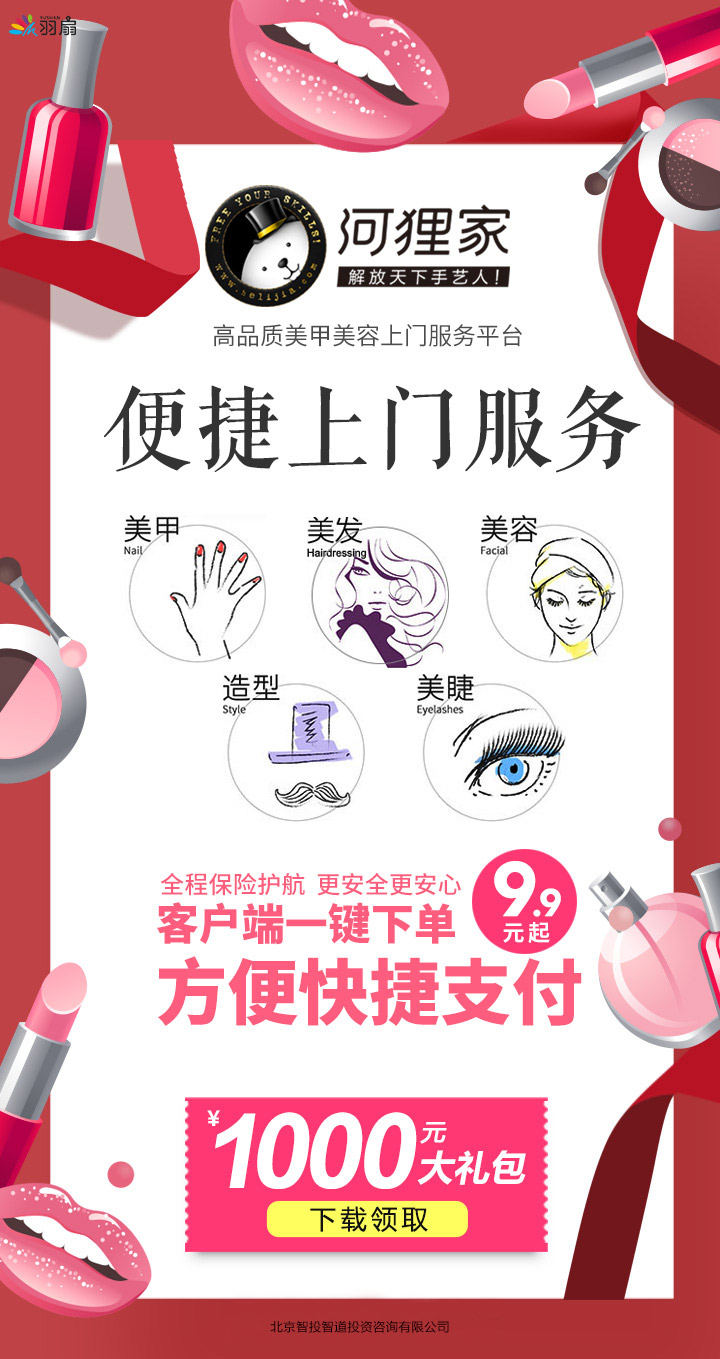 YUSHAN
羽扇
FREE YOUR SKILLS!
www.helijia.com
河狸家
解放天下手艺人!
高品质美甲美容上门服务平台
便捷上门服务
美甲
Nail
美发
Hairdressing
美容
Facial
造型
Style
美睫
Eyelashes
全程保险护航 更安全更安心
客户端一键下单
9.9
元起
方便快捷支付
¥1000元
大礼包
下载领取
北京智投智道投资咨询有限公司